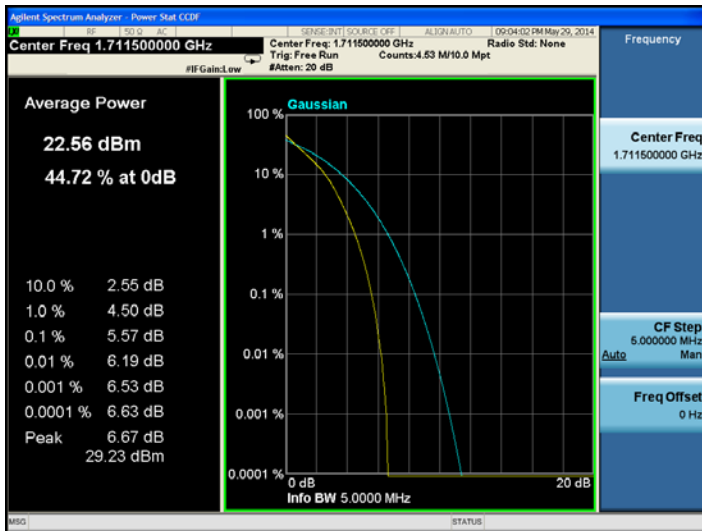 Agilent Spectrum Analyzer - Power Stat CCDF
RF 50 Ω AC SENSE:INT SOURCE OFF ALIGN AUTO 09:04:02 PM May 29, 2014
Center Freq 1.711500000 GHz
Center Freq: 1.711500000 GHz Radio Std: None
Trig: Free Run Counts:4.53 M/10.0 Mpt
#IFGain:Low #Atten: 20 dB
Frequency
Average Power
22.56 dBm
44.72 % at 0dB
10.0 % 2.55 dB
1.0 % 4.50 dB
0.1 % 5.57 dB
0.01 % 6.19 dB
0.001 % 6.53 dB
0.0001 % 6.63 dB
Peak 6.67 dB
29.23 dBm
Gaussian
100 %
10 %
1 %
0.1 %
0.01 %
0.001 %
0.0001 %
0 dB 20 dB
Info BW 5.0000 MHz
Center Freq
1.711500000 GHz
CF Step
5.000000 MHz
Auto Man
Freq Offset
0 Hz
MSG STATUS